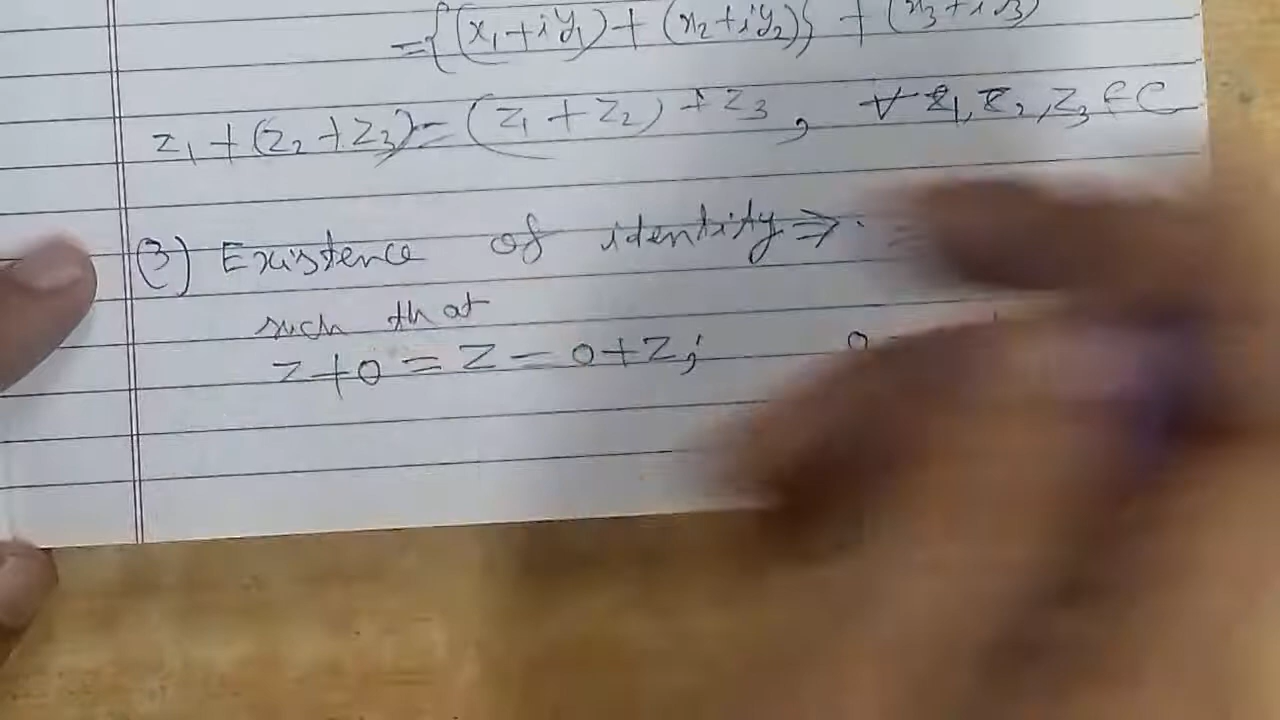 ={(x₁+iy₁)+(x₂+iy₂)}+(x₃+iy₃)
z₁+(z₂+z₃)=(z₁+z₂)+z₃, ∀ z₁,z₂,z₃∈C
(3) Existence of identity⇒
such that
z+0=z=0+z;